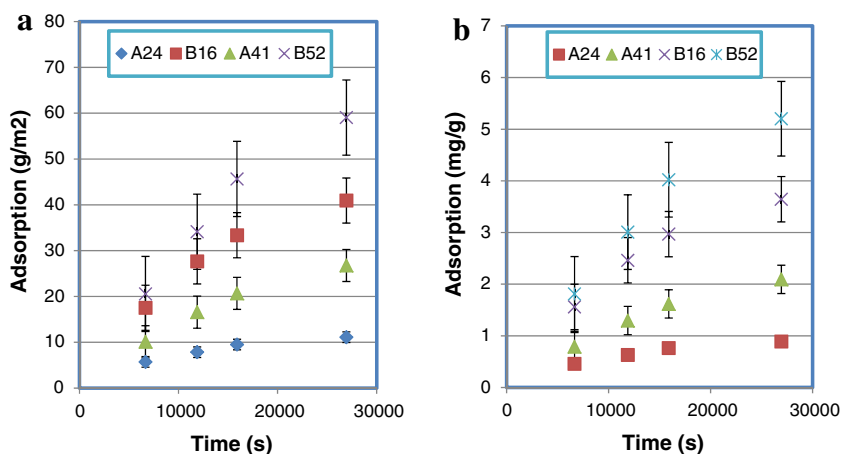 a
80
70
60
50
40
30
20
10
0
A24 B16 A41 B52
Adsorption (g/m2)
0 10000 20000 30000
Time (s)
b
7
6
5
4
3
2
1
0
A24 A41 B16 B52
Adsorption (mg/g)
0 10000 20000 30000
Time (s)